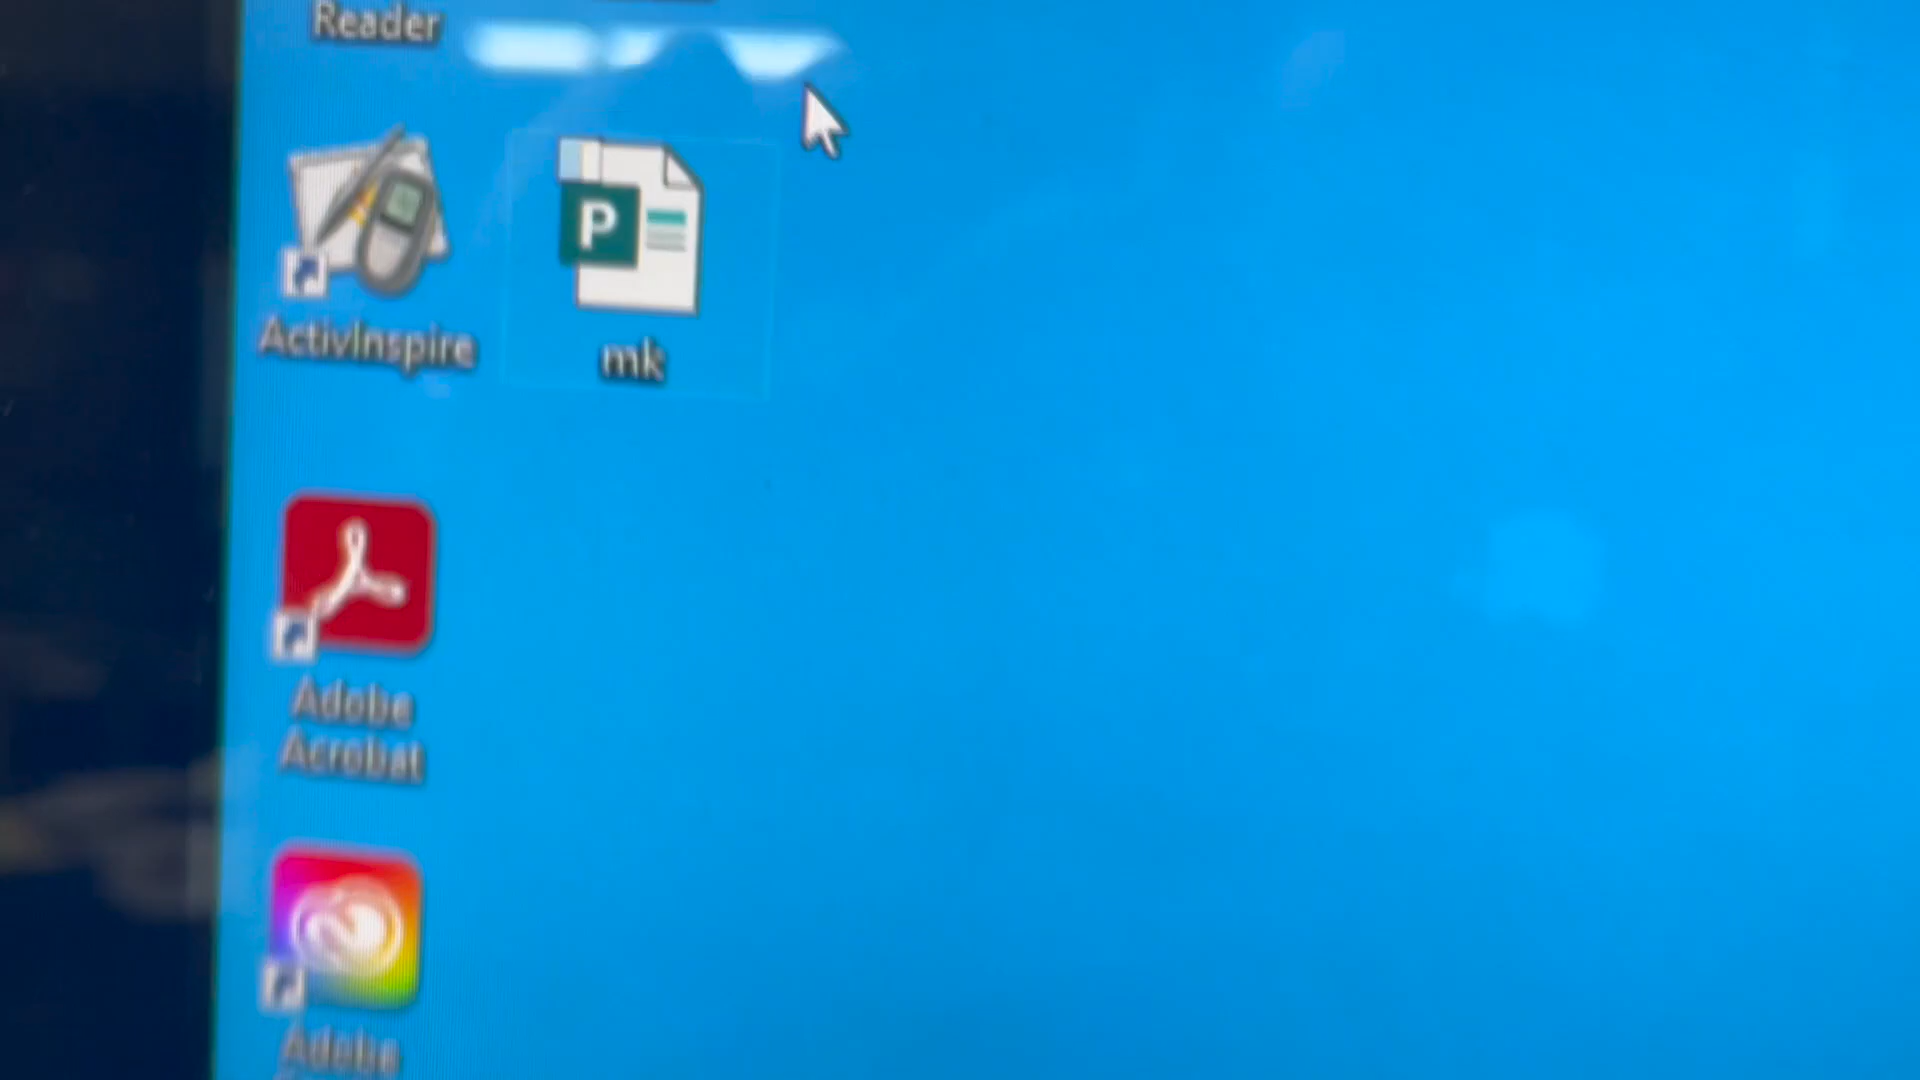 Reader
ActivInspire
P
mk
Adobe
Acrobat
Adobe